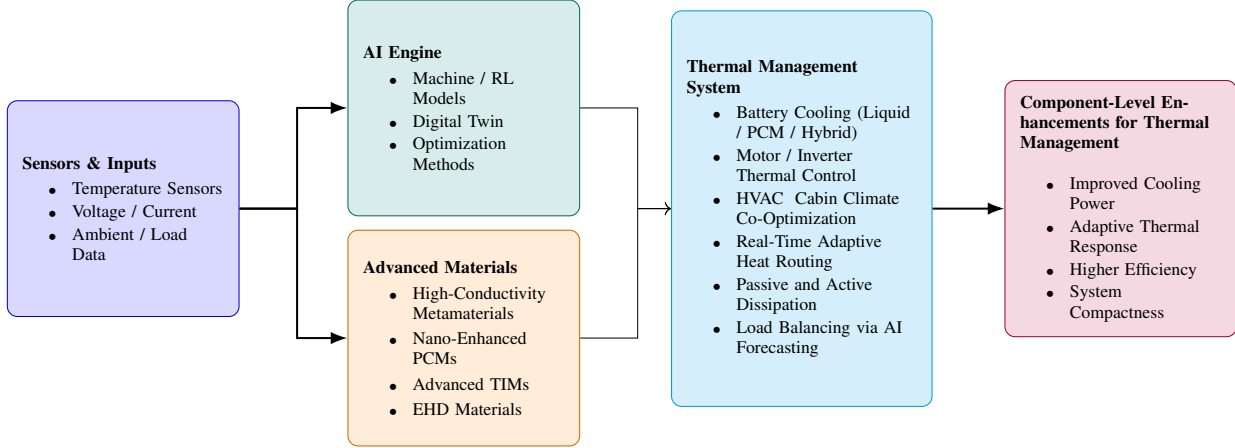 Sensors & Inputs
• Temperature Sensors
• Voltage / Current
• Ambient / Load
Data
AI Engine
• Machine / RL
Models
• Digital Twin
• Optimization
Methods
Advanced Materials
• High-Conductivity
Metamaterials
• Nano-Enhanced
PCMs
• Advanced TIMs
• EHD Materials
Thermal Management
System
• Battery Cooling (Liquid
/ PCM / Hybrid)
• Motor / Inverter
Thermal Control
• HVAC Cabin Climate
Co-Optimization
• Real-Time Adaptive
Heat Routing
• Passive and Active
Dissipation
• Load Balancing via AI
Forecasting
Component-Level En-
hancements for Thermal
Management
• Improved Cooling
Power
• Adaptive Thermal
Response
• Higher Efficiency
• System
Compactness